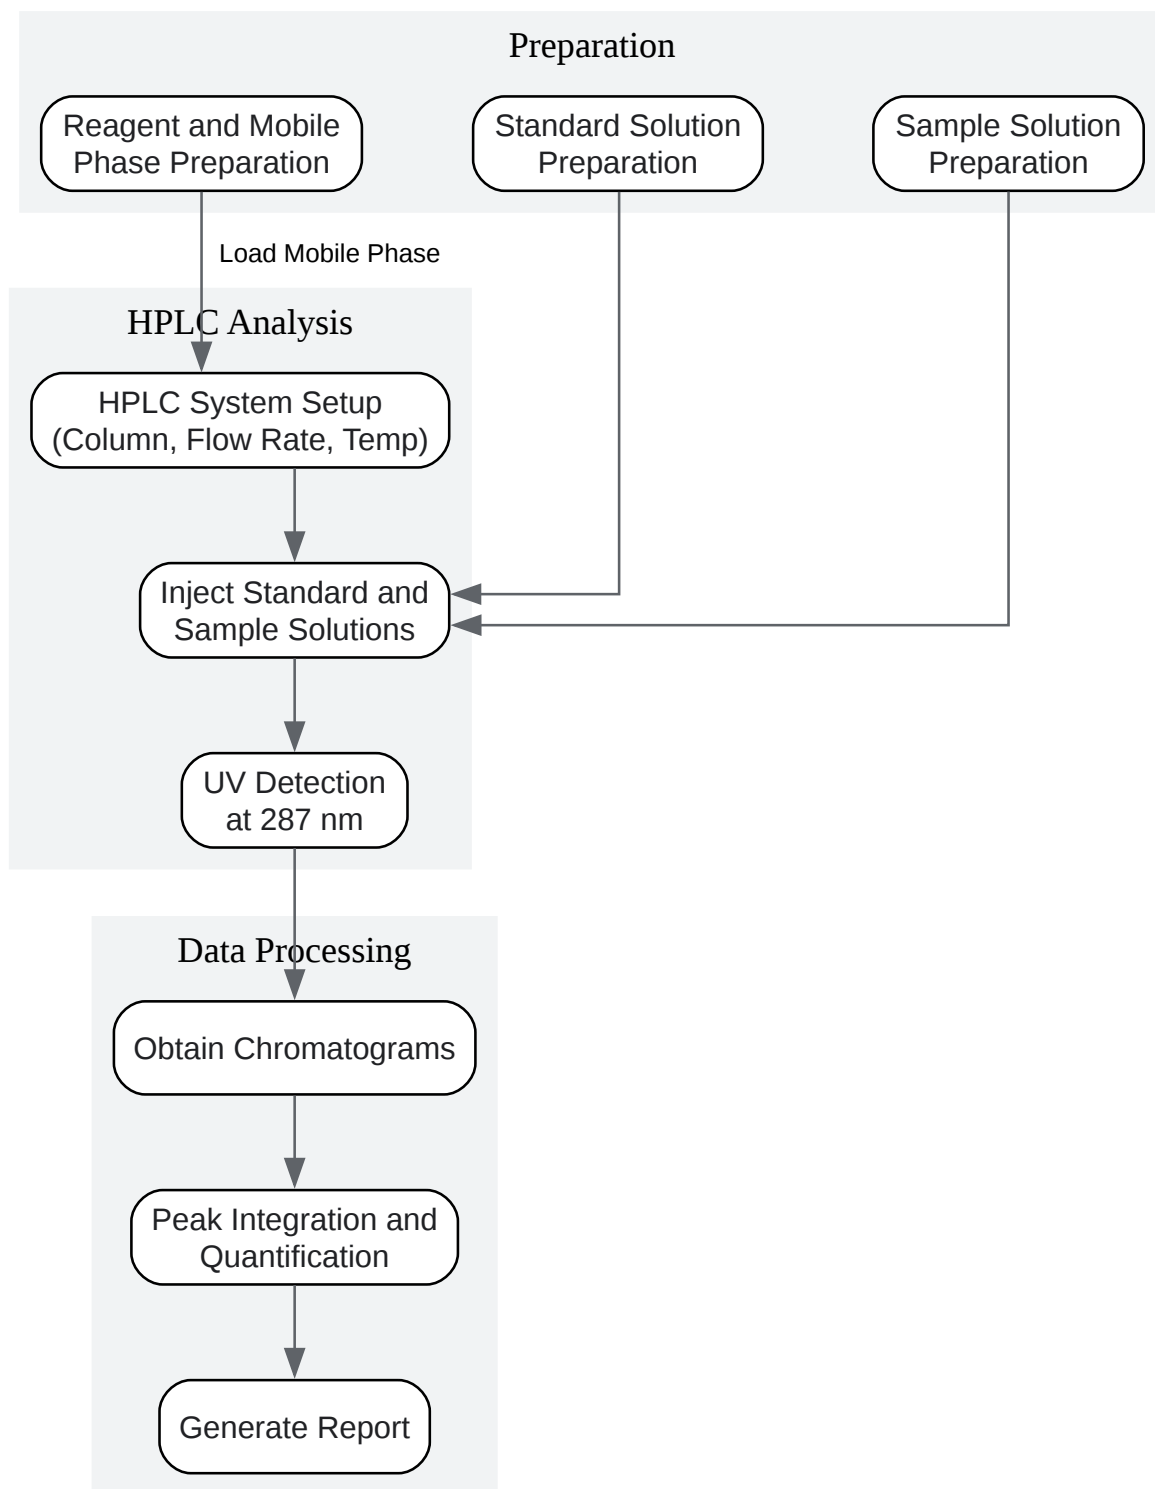 Preparation
Reagent and Mobile
Phase Preparation
Standard Solution
Preparation
Sample Solution
Preparation
Load Mobile Phase
HPLC Analysis
HPLC System Setup
(Column, Flow Rate, Temp)
Inject Standard and
Sample Solutions
UV Detection
at 287 nm
Data Processing
Obtain Chromatograms
Peak Integration and
Quantification
Generate Report